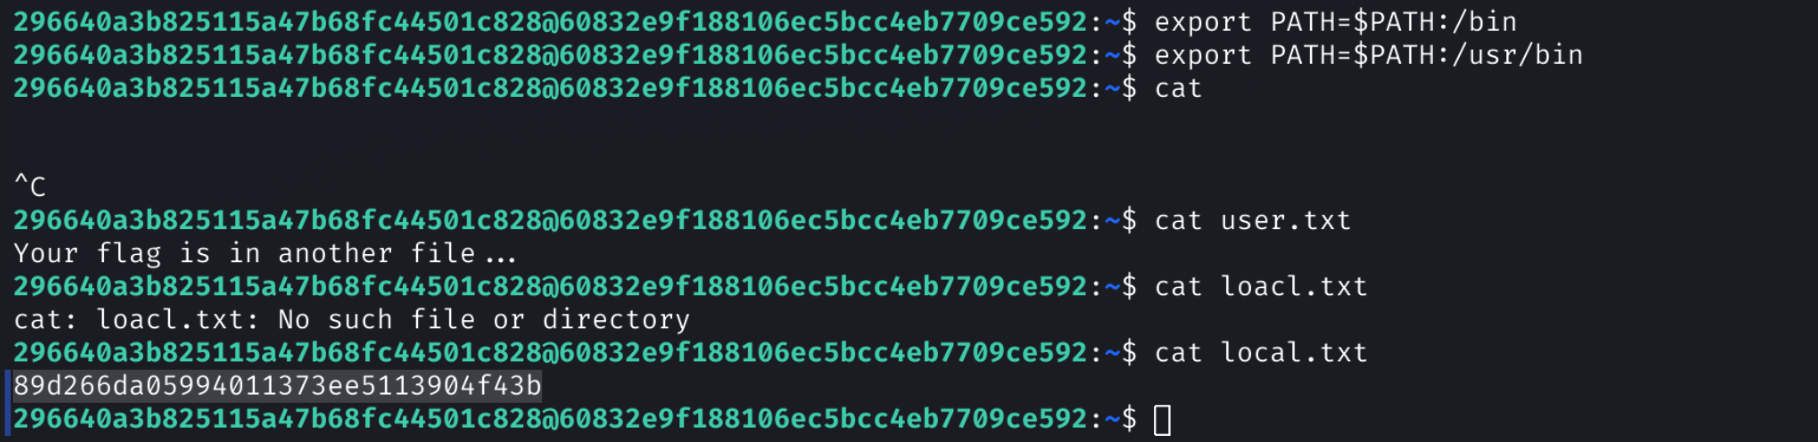 296640a3b825115a47b68fc44501c828@60832e9f188106ec5bcc4eb7709ce592:~$ export PATH=$PATH:/bin
296640a3b825115a47b68fc44501c828@60832e9f188106ec5bcc4eb7709ce592:~$ export PATH=$PATH:/usr/bin
296640a3b825115a47b68fc44501c828@60832e9f188106ec5bcc4eb7709ce592:~$ cat
^C
296640a3b825115a47b68fc44501c828@60832e9f188106ec5bcc4eb7709ce592:~$ cat user.txt
Your flag is in another file...
296640a3b825115a47b68fc44501c828@60832e9f188106ec5bcc4eb7709ce592:~$ cat loacl.txt
cat: loacl.txt: No such file or directory
296640a3b825115a47b68fc44501c828@60832e9f188106ec5bcc4eb7709ce592:~$ cat local.txt
89d266da05994011373ee5113904f43b
296640a3b825115a47b68fc44501c828@60832e9f188106ec5bcc4eb7709ce592:~$